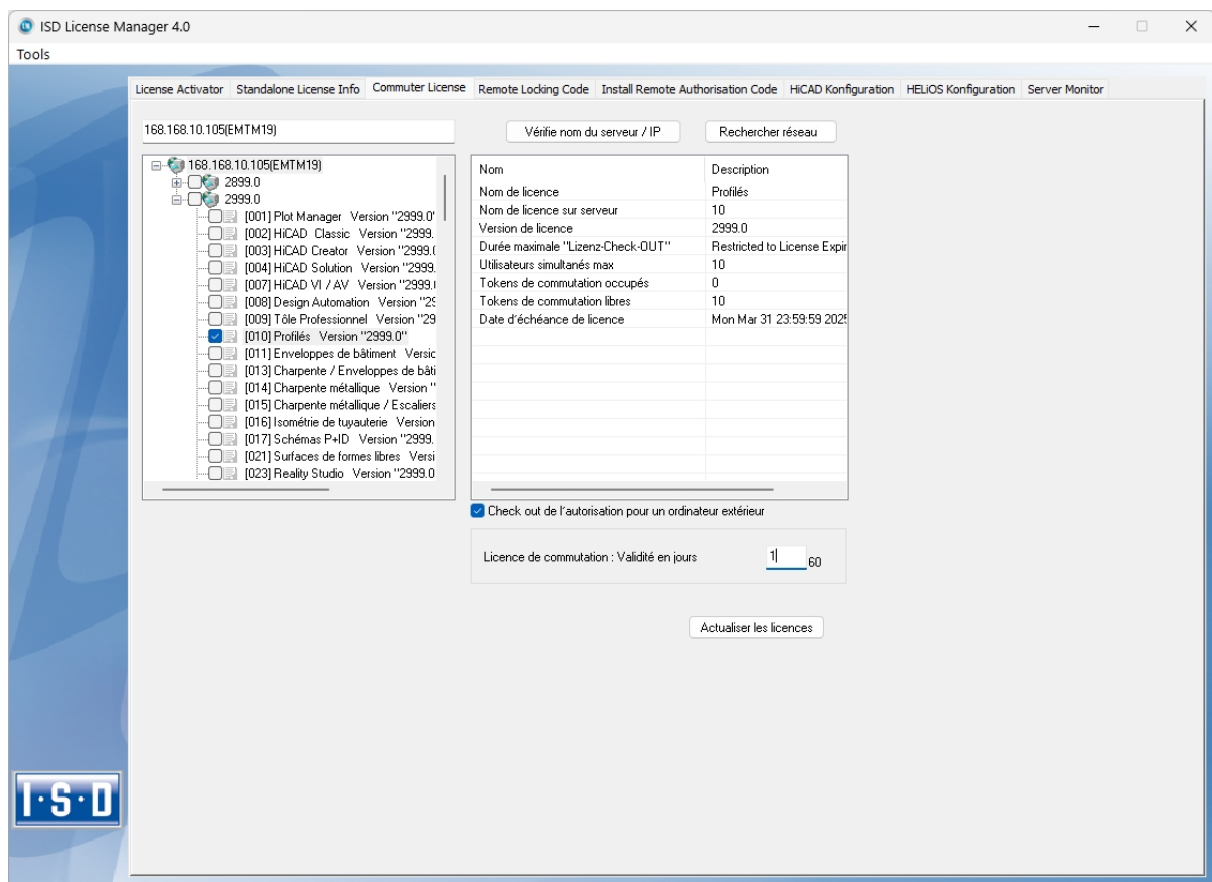 ISD License Manager 4.0
Tools
License Activator Standalone License Info Commuter License Remote Locking Code Install Remote Authorisation Code HiCAD Konfiguration HELiOS Konfiguration Server Monitor
168.168.10.105(EMTM19)
Vérifie nom du serveur / IP
Rechercher réseau
168.168.10.105(EMTM19)
2899.0
2999.0
[001] Plot Manager Version "2999.0"
[002] HiCAD Classic Version "2999.
[003] HiCAD Creator Version "2999.(
[004] HiCAD Solution Version "2999.
[007] HiCAD VI / AV Version "2999.
[008] Design Automation Version "29
[009] Tôle Professionnel Version "29
[010] Profilés Version "2999.0"
[011] Enveloppes de bâtiment Versic
[013] Charpente / Enveloppes de bâti
[014] Charpente métallique Version "
[015] Charpente métallique / Escaliers
[016] Isométrie de tuyauterie Version
[017] Schémas P+ID Version "2999.
[021] Surfaces de formes libres Versi
[023] Reality Studio Version "2999.0
Nom Description
Nom de licence Profilés
Nom de licence sur serveur 10
Version de licence 2999.0
Durée maximale "Lizenz-Check-OUT" Restricted to License Expir
Utilisateurs simultanés max 10
Tokens de commutation occupés 0
Tokens de commutation libres 10
Date d'échéance de licence Mon Mar 31 23:59:59 2025
Check out de l'autorisation pour un ordinateur extérieur
Licence de commutation : Validité en jours 1 60
Actualiser les licences
I·S·D